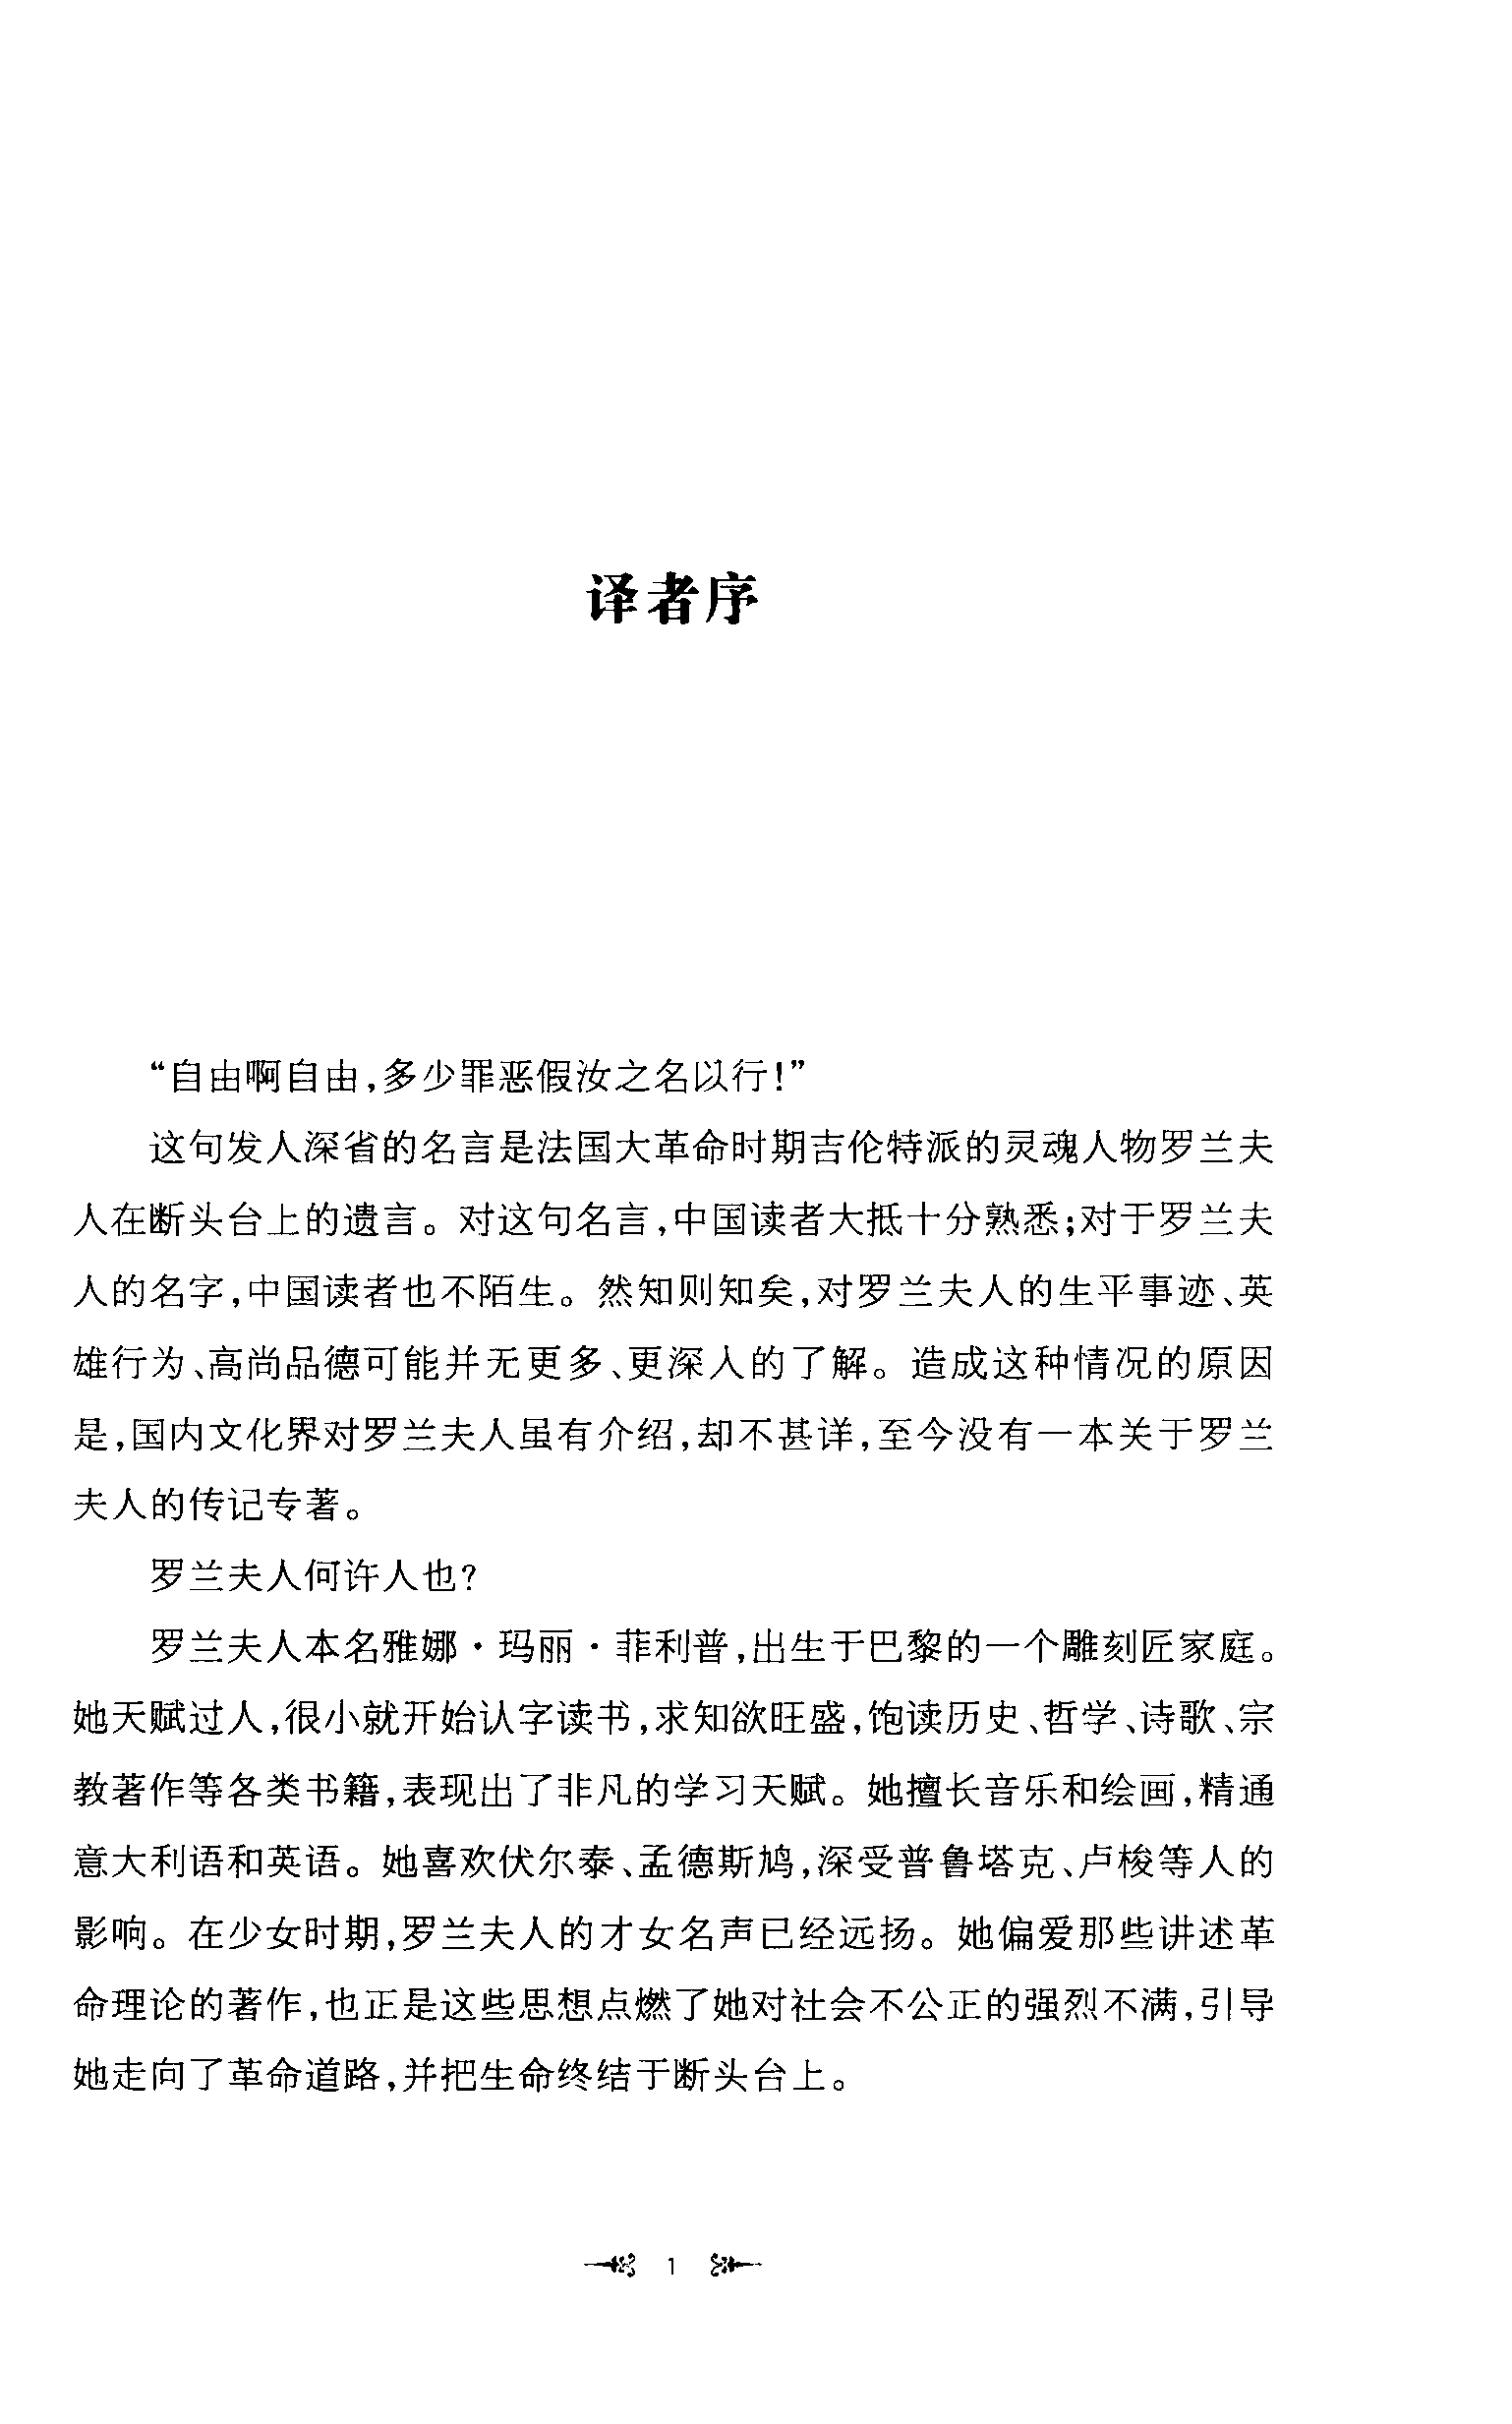 译者序
“自由啊自由,多少罪恶假汝之名以行!”
这句发人深省的名言是法国大革命时期吉伦特派的灵魂人物罗兰夫
人在断头台上的遗言。对这句名言,中国读者大抵十分熟悉;对于罗兰夫
人的名字,中国读者也不陌生。然知则知矣,对罗兰夫人的生平事迹、英
雄行为、高尚品德可能并无更多、更深入的了解。造成这种情况的原因
是,国内文化界对罗兰夫人虽有介绍,却不甚详,至今没有一本关于罗兰
夫人的传记专著。
罗兰夫人何许人也?
罗兰夫人本名雅娜·玛丽·菲利普,出生于巴黎的一个雕刻匠家庭。
她天赋过人,很小就开始认字读书,求知欲旺盛,饱读历史、哲学、诗歌、宗
教著作等各类书籍,表现出了非凡的学习天赋。她擅长音乐和绘画,精通
意大利语和英语。她喜欢伏尔泰、孟德斯鸠,深受普鲁塔克、卢梭等人的
影响。在少女时期,罗兰夫人的才女名声已经远扬。她偏爱那些讲述革
命理论的著作,也正是这些思想点燃了她对社会不公正的强烈不满,引导
她走向了革命道路,并把生命终结于断头台上。
1